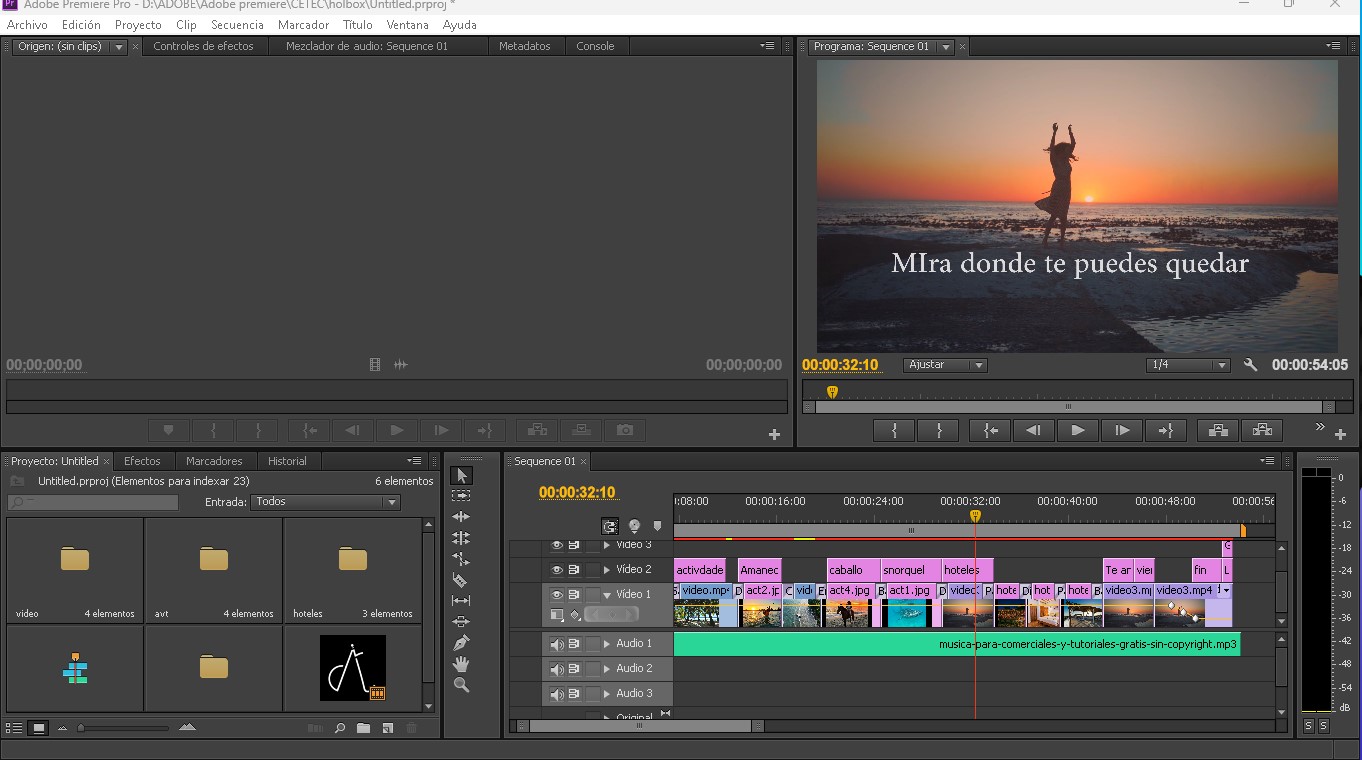 Adobe Premiere Pro - D:\ADOBE\Adobe premiere\CETEC\holbox\Untitled.prproj *
Archivo Edición Proyecto Clip Secuencia Marcador Título Ventana Ayuda
Origen: (sin clips) Controles de efectos Mezclador de audio: Sequence 01 Metadatos Console
Programa: Sequence 01
MIra donde te puedes quedar
00;00;00;00 00;00;00;00
00:00:32:10 Ajustar 1/4 00:00:54:05
Proyecto: Untitled Efectos Marcadores Historial
Untitled.prproj (Elementos para indexar 23) 6 elementos
Entrada: Todos
video 4 elementos avt 4 elementos hoteles 3 elementos
Sequence 01
00:00:32:10
:08:00 00:00:16:00 00:00:24:00 00:00:32:00 00:00:40:00 00:00:48:00 00:00:56
Vídeo 3
Vídeo 2 activdade Amanec caballo snorquel hoteles Te ar vier fin L
Vídeo 1 video.mp4 D act2.jp C vide E act4.jpg B act1.jpg D video3 P hote D hot P hote B video3.mp video3.mp4
Audio 1 musica-para-comerciales-y-tutoriales-gratis-sin-copyright.mp3
Audio 2
Audio 3
Original
0
-6
-12
-18
-24
-30
-36
-42
-48
-54
dB
S S